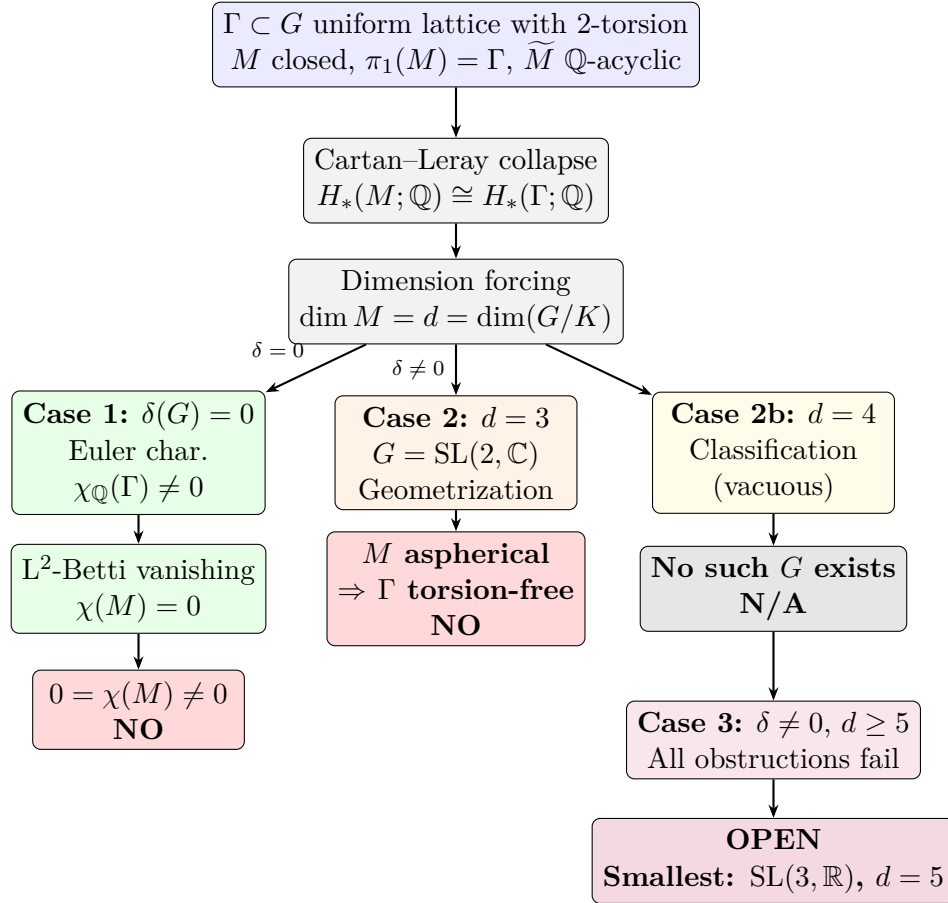 Γ ⊂ G uniform lattice with 2-torsion
M closed, π₁(M) = Γ, M̃ ℚ-acyclic
Cartan–Leray collapse
H_*(M; ℚ) ≅ H_*(Γ; ℚ)
Dimension forcing
dim M = d = dim(G/K)
δ = 0
δ ≠ 0
Case 1: δ(G) = 0
Euler char.
χ_ℚ(Γ) ≠ 0
Case 2: d = 3
G = SL(2, ℂ)
Geometrization
Case 2b: d = 4
Classification
(vacuous)
L²-Betti vanishing
χ(M) = 0
M aspherical
⇒ Γ torsion-free
NO
No such G exists
N/A
0 = χ(M) ≠ 0
NO
Case 3: δ ≠ 0, d ≥ 5
All obstructions fail
OPEN
Smallest: SL(3, ℝ), d = 5